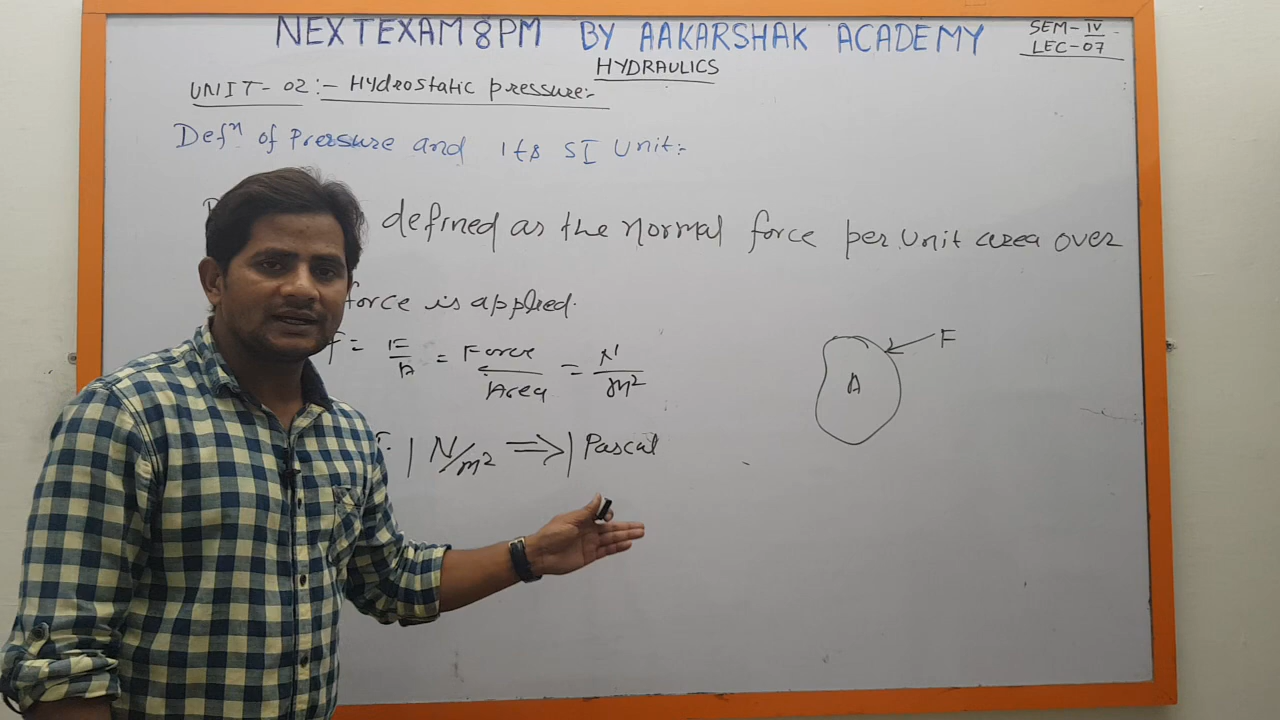 NEXTEXAM8PM BY AAKARSHAK ACADEMY
SEM-IV
LEC-07
HYDRAULICS
UNIT-02:- Hydrostatic pressure:-
Defⁿ of Pressure and its SI Unit:-
defined as the normal force per unit area over
force is applied.
= F/A = Force/Area = N/m²
1 N/m² => 1 Pascal
F
A